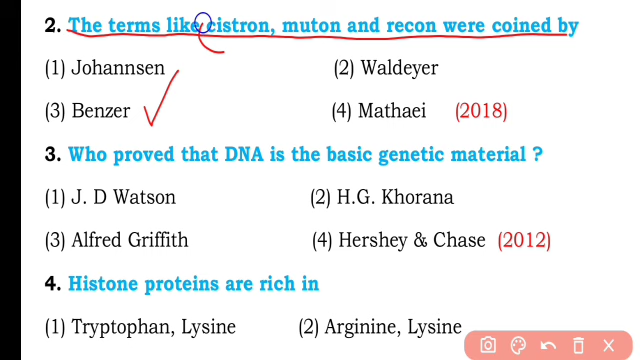 2. The terms like cistron, muton and recon were coined by
(1) Johannsen (2) Waldeyer
(3) Benzer (4) Mathaei (2018)
3. Who proved that DNA is the basic genetic material ?
(1) J. D Watson (2) H.G. Khorana
(3) Alfred Griffith (4) Hershey & Chase (2012)
4. Histone proteins are rich in
(1) Tryptophan, Lysine (2) Arginine, Lysine